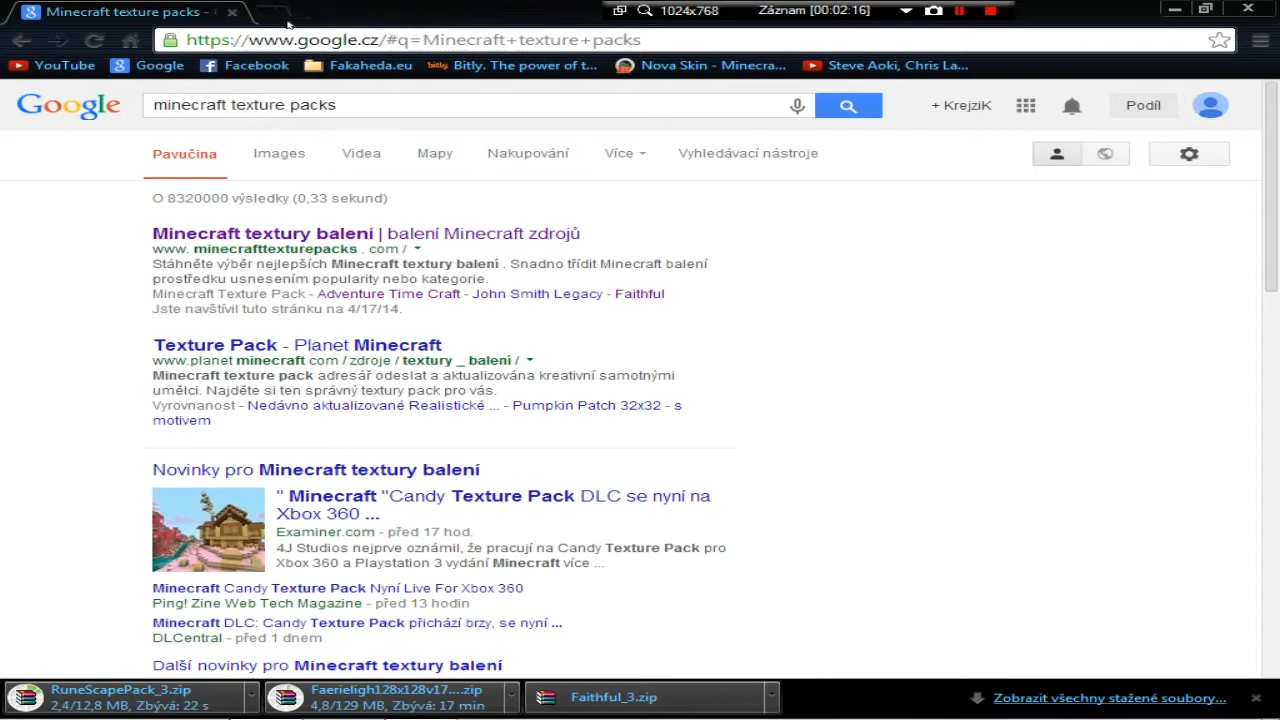 Minecraft texture packs -
1024x768
Záznam [00:02:16]
https://www.google.cz/#q=Minecraft+texture+packs
YouTube
Google
Facebook
Fakaheda.eu
bitly
Bitly. The power of t...
Nova Skin - Minecra...
Steve Aoki, Chris La...
Google
minecraft texture packs
+ KrejziK
Podíl
Pavučina
Images
Videa
Mapy
Nakupování
Více
Vyhledávací nástroje
O 8320000 výsledky (0,33 sekund)
Minecraft textury balení | balení Minecraft zdrojů
www. minecrafttexturepacks . com /
Stáhněte výběr nejlepších Minecraft textury balení . Snadno třídit Minecraft balení
prostředku usnesením popularity nebo kategorie.
Minecraft Texture Pack - Adventure Time Craft - John Smith Legacy - Faithful
Jste navštívil tuto stránku na 4/17/14.
Texture Pack - Planet Minecraft
www.planet minecraft com / zdroje / textury _ balení /
Minecraft texture pack adresář odeslat a aktualizována kreativní samotnými
umělci. Najděte si ten správný textury pack pro vás.
Vyrovnanost - Nedávno aktualizované Realistické ... - Pumpkin Patch 32x32 - s
motivem
Novinky pro Minecraft textury balení
" Minecraft "Candy Texture Pack DLC se nyní na
Xbox 360 ...
Examiner.com - před 17 hod.
4J Studios nejprve oznámil, že pracují na Candy Texture Pack pro
Xbox 360 a Playstation 3 vydání Minecraft více ...
Minecraft Candy Texture Pack Nyní Live For Xbox 360
Ping! Zine Web Tech Magazine - před 13 hodin
Minecraft DLC: Candy Texture Pack přichází brzy, se nyní ...
DLCentral - před 1 dnem
Další novinky pro Minecraft textury balení
RuneScapePack_3.zip
2,4/12,8 MB, Zbývá: 22 s
Faerieligh128x128v17....zip
4,8/129 MB, Zbývá: 17 min
Faithful_3.zip
Zobrazit všechny stažené soubory...